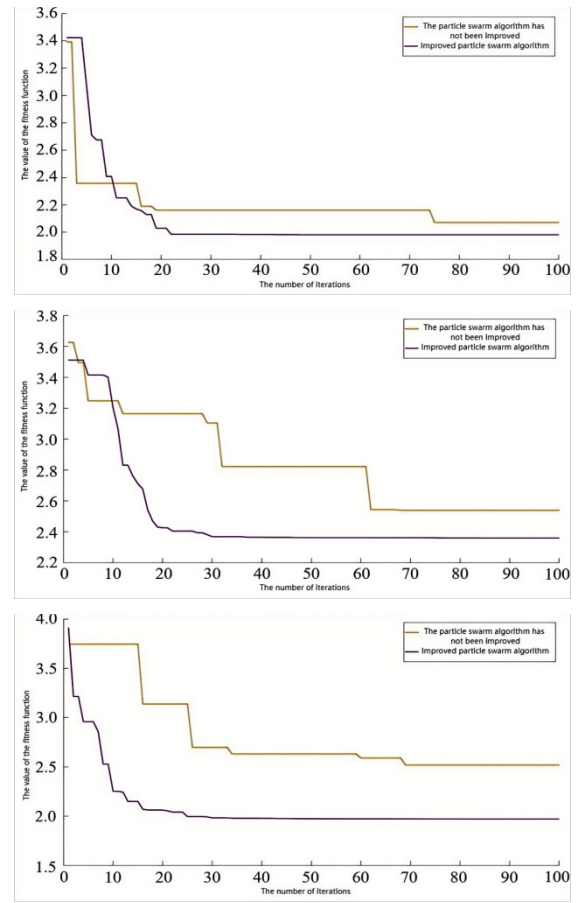 The value of the fitness function
3.6
3.4
3.2
3.0
2.8
2.6
2.4
2.2
2.0
1.8
The particle swarm algorithm has
not been improved
Improved particle swarm algorithm
0 10 20 30 40 50 60 70 80 90 100
The number of iterations
The value of the fitness function
3.8
3.6
3.4
3.2
3.0
2.8
2.6
2.4
2.2
The particle swarm algorithm has
not been improved
Improved particle swarm algorithm
0 10 20 30 40 50 60 70 80 90 100
The number of iterations
The value of the fitness function
4.0
3.5
3.0
2.5
2.0
1.5
The particle swarm algorithm has
not been improved
Improved particle swarm algorithm
0 10 20 30 40 50 60 70 80 90 100
The number of iterations